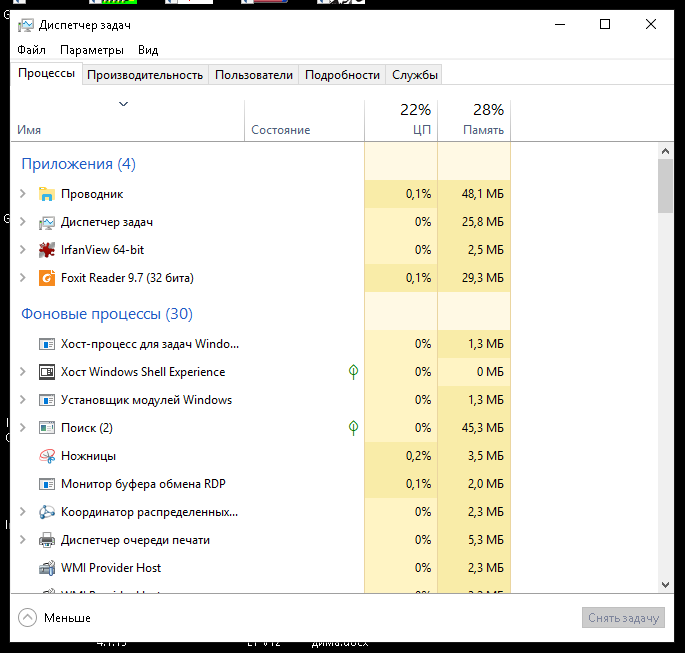 Диспетчер задач
Файл Параметры Вид
Процессы Производительность Пользователи Подробности Службы
22% 28%
Имя Состояние ЦП Память
Приложения (4)
Проводник 0,1% 48,1 МБ
Диспетчер задач 0% 25,8 МБ
IrfanView 64-bit 0% 2,5 МБ
Foxit Reader 9.7 (32 бита) 0,1% 29,3 МБ
Фоновые процессы (30)
Хост-процесс для задач Windo... 0% 1,3 МБ
Хост Windows Shell Experience 0% 0 МБ
Установщик модулей Windows 0% 1,3 МБ
Поиск (2) 0% 45,3 МБ
Ножницы 0,2% 3,5 МБ
Монитор буфера обмена RDP 0,1% 2,0 МБ
Координатор распределенных... 0% 2,3 МБ
Диспетчер очереди печати 0% 5,3 МБ
WMI Provider Host 0% 2,3 МБ
Меньше Снять задачу